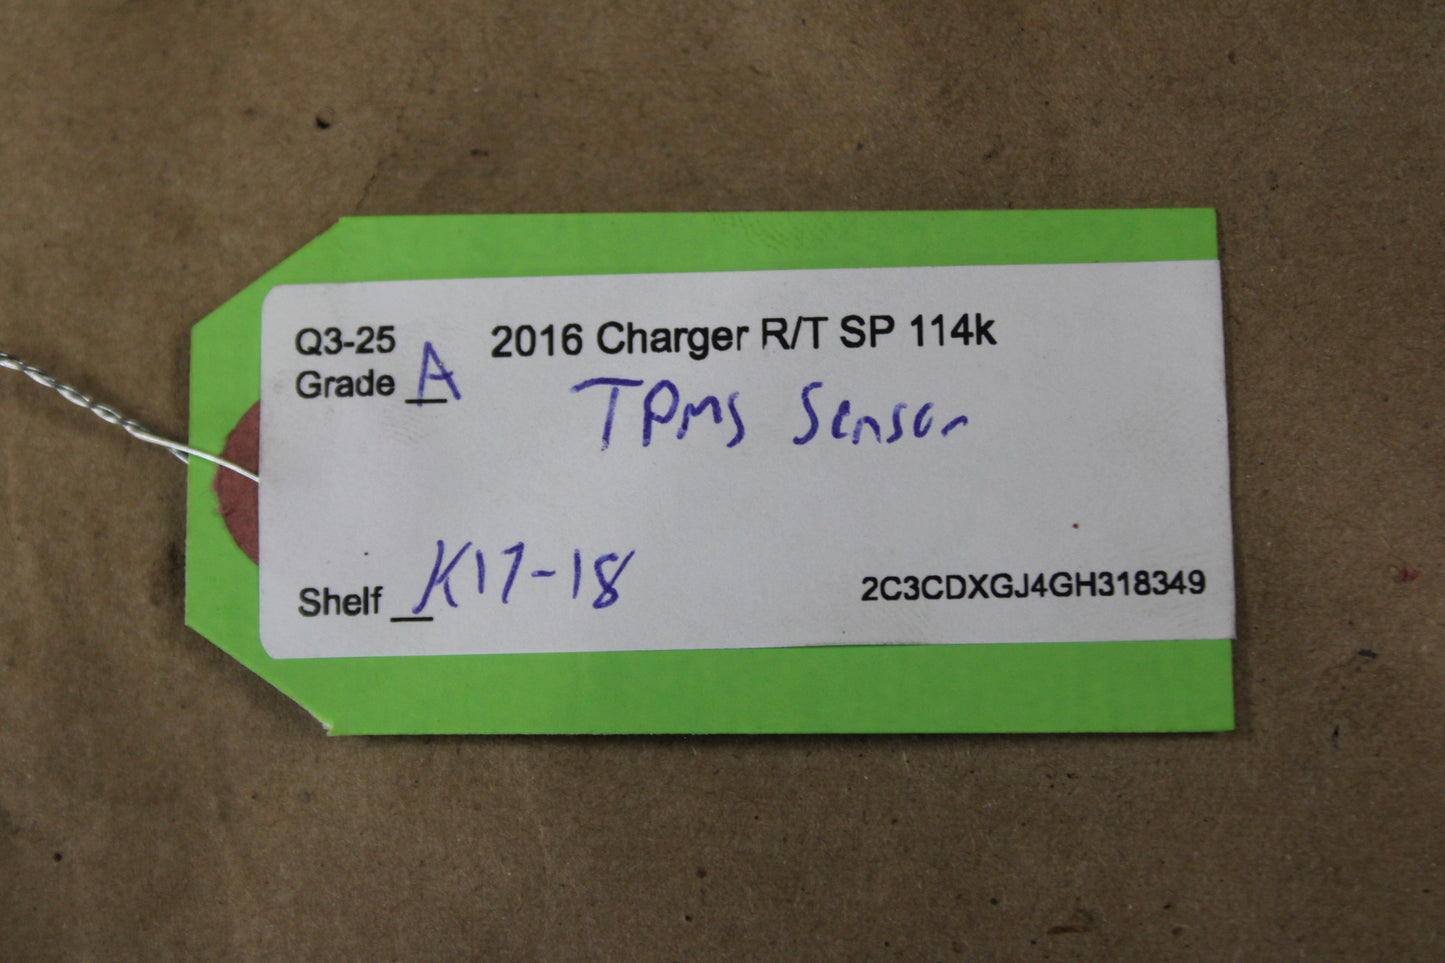 Q3-25 2016 Charger R/T SP 114k
Grade A
TPMS Sensor
Shelf K17-18
2C3CDXGJ4GH318349